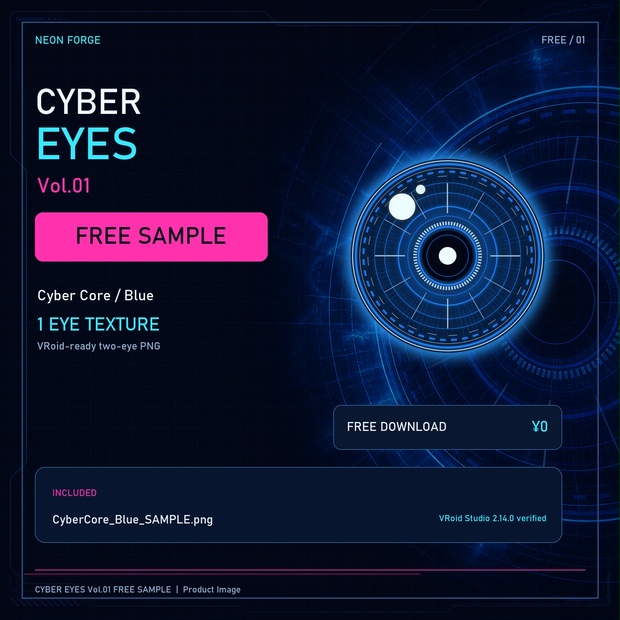 NEON FORGE
FREE / 01
CYBER
EYES
Vol.01
FREE SAMPLE
Cyber Core / Blue
1 EYE TEXTURE
VRoid-ready two-eye PNG
FREE DOWNLOAD
¥0
INCLUDED
CyberCore_Blue_SAMPLE.png
VRoid Studio 2.14.0 verified
CYBER EYES Vol.01 FREE SAMPLE | Product Image